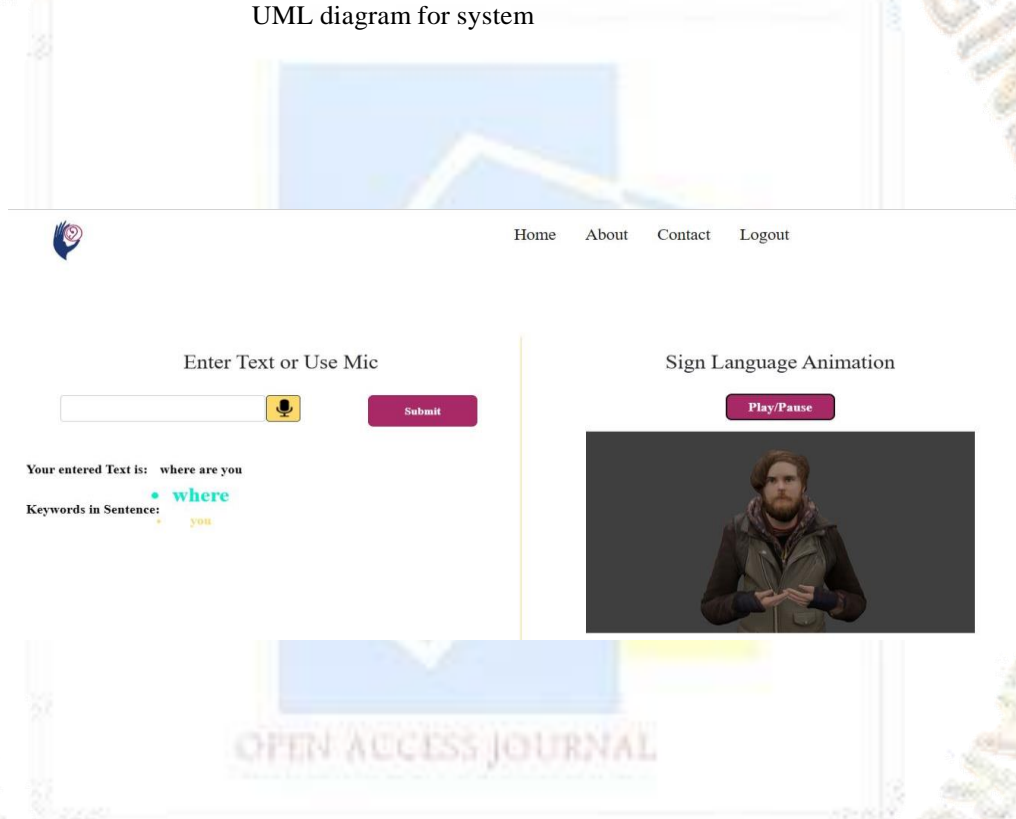 UML diagram for system
Home About Contact Logout
Enter Text or Use Mic
Submit
Your entered Text is: where are you
Keywords in Sentence:
• where
• you
Sign Language Animation
Play/Pause
OPEN ACCESS JOURNAL